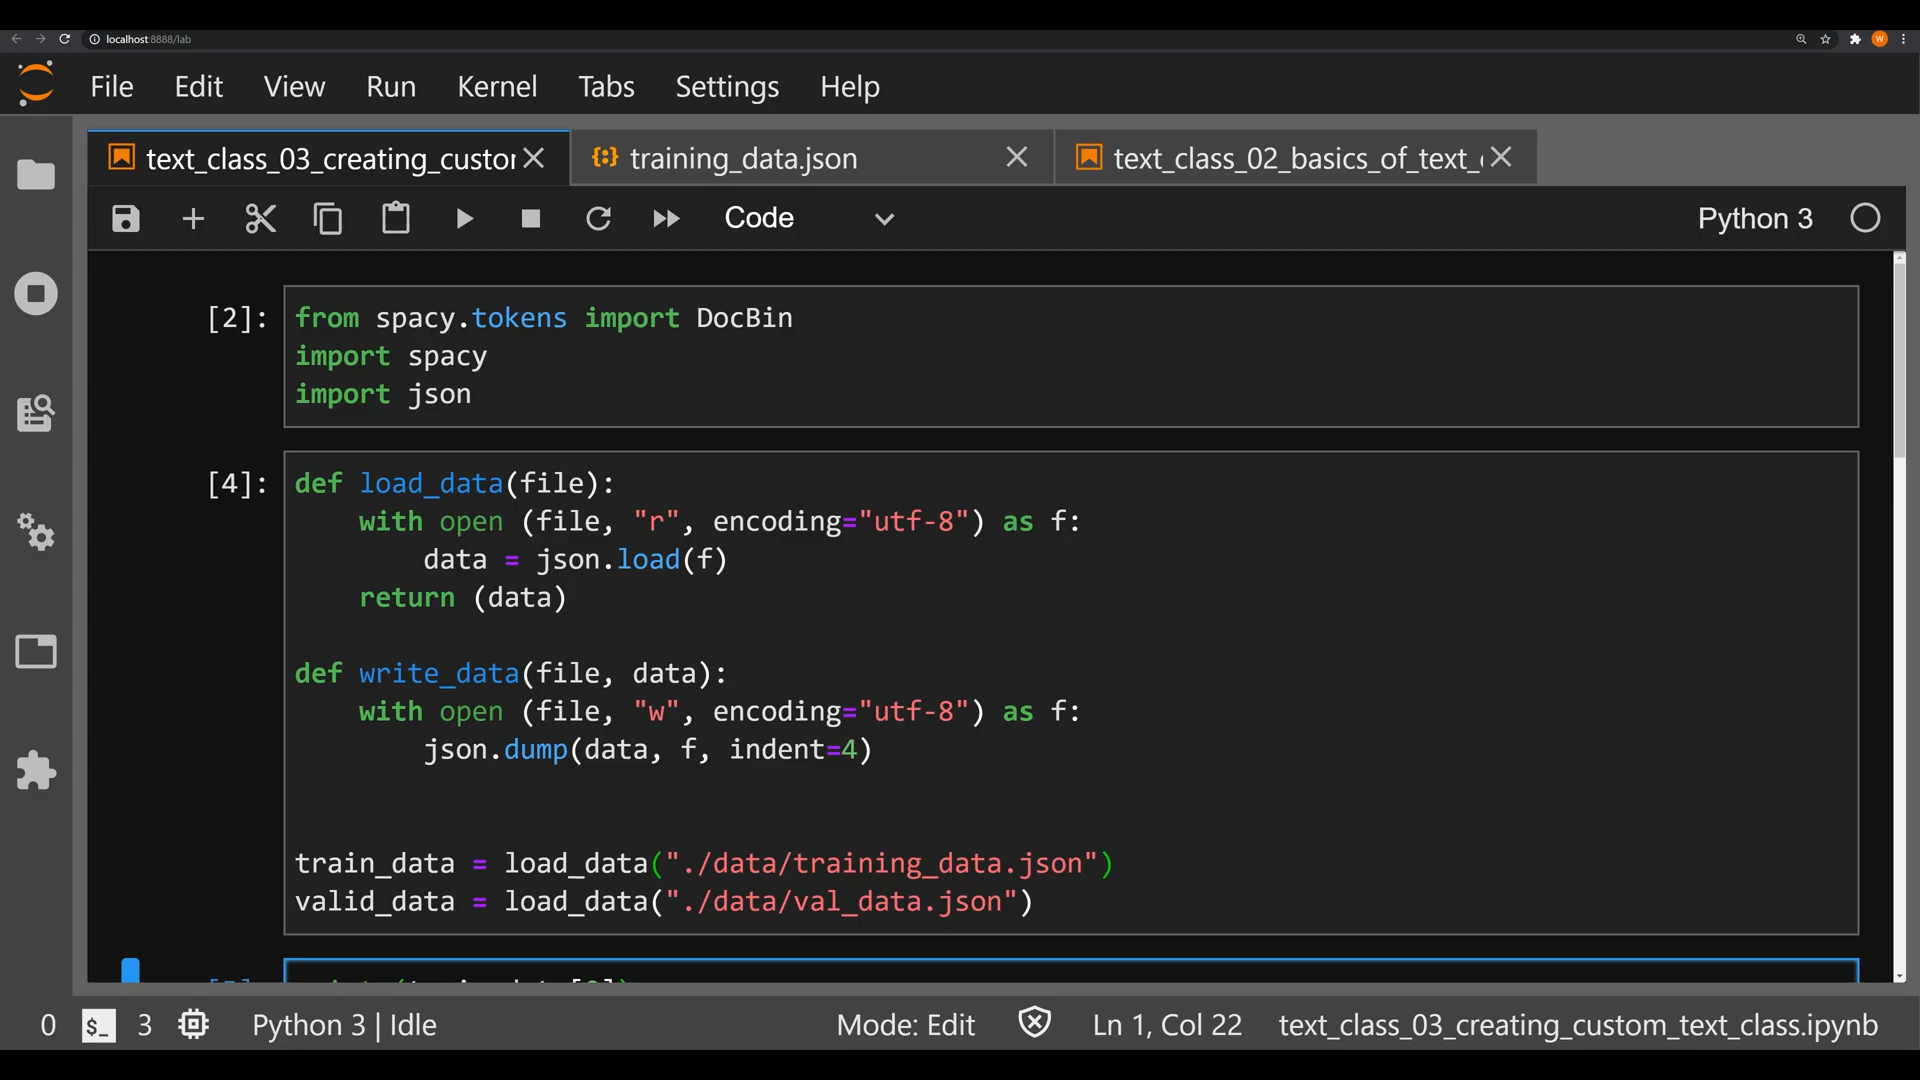 localhost:8888/lab
W
File Edit View Run Kernel Tabs Settings Help
text_class_03_creating_custor
training_data.json
text_class_02_basics_of_text_
Code
Python 3
[2]:
from spacy.tokens import DocBin
import spacy
import json
[4]:
def load_data(file):
    with open (file, "r", encoding="utf-8") as f:
        data = json.load(f)
    return (data)
def write_data(file, data):
    with open (file, "w", encoding="utf-8") as f:
        json.dump(data, f, indent=4)
train_data = load_data("./data/training_data.json")
valid_data = load_data("./data/val_data.json")
0 $_ 3 Python 3 | Idle Mode: Edit Ln 1, Col 22 text_class_03_creating_custom_text_class.ipynb